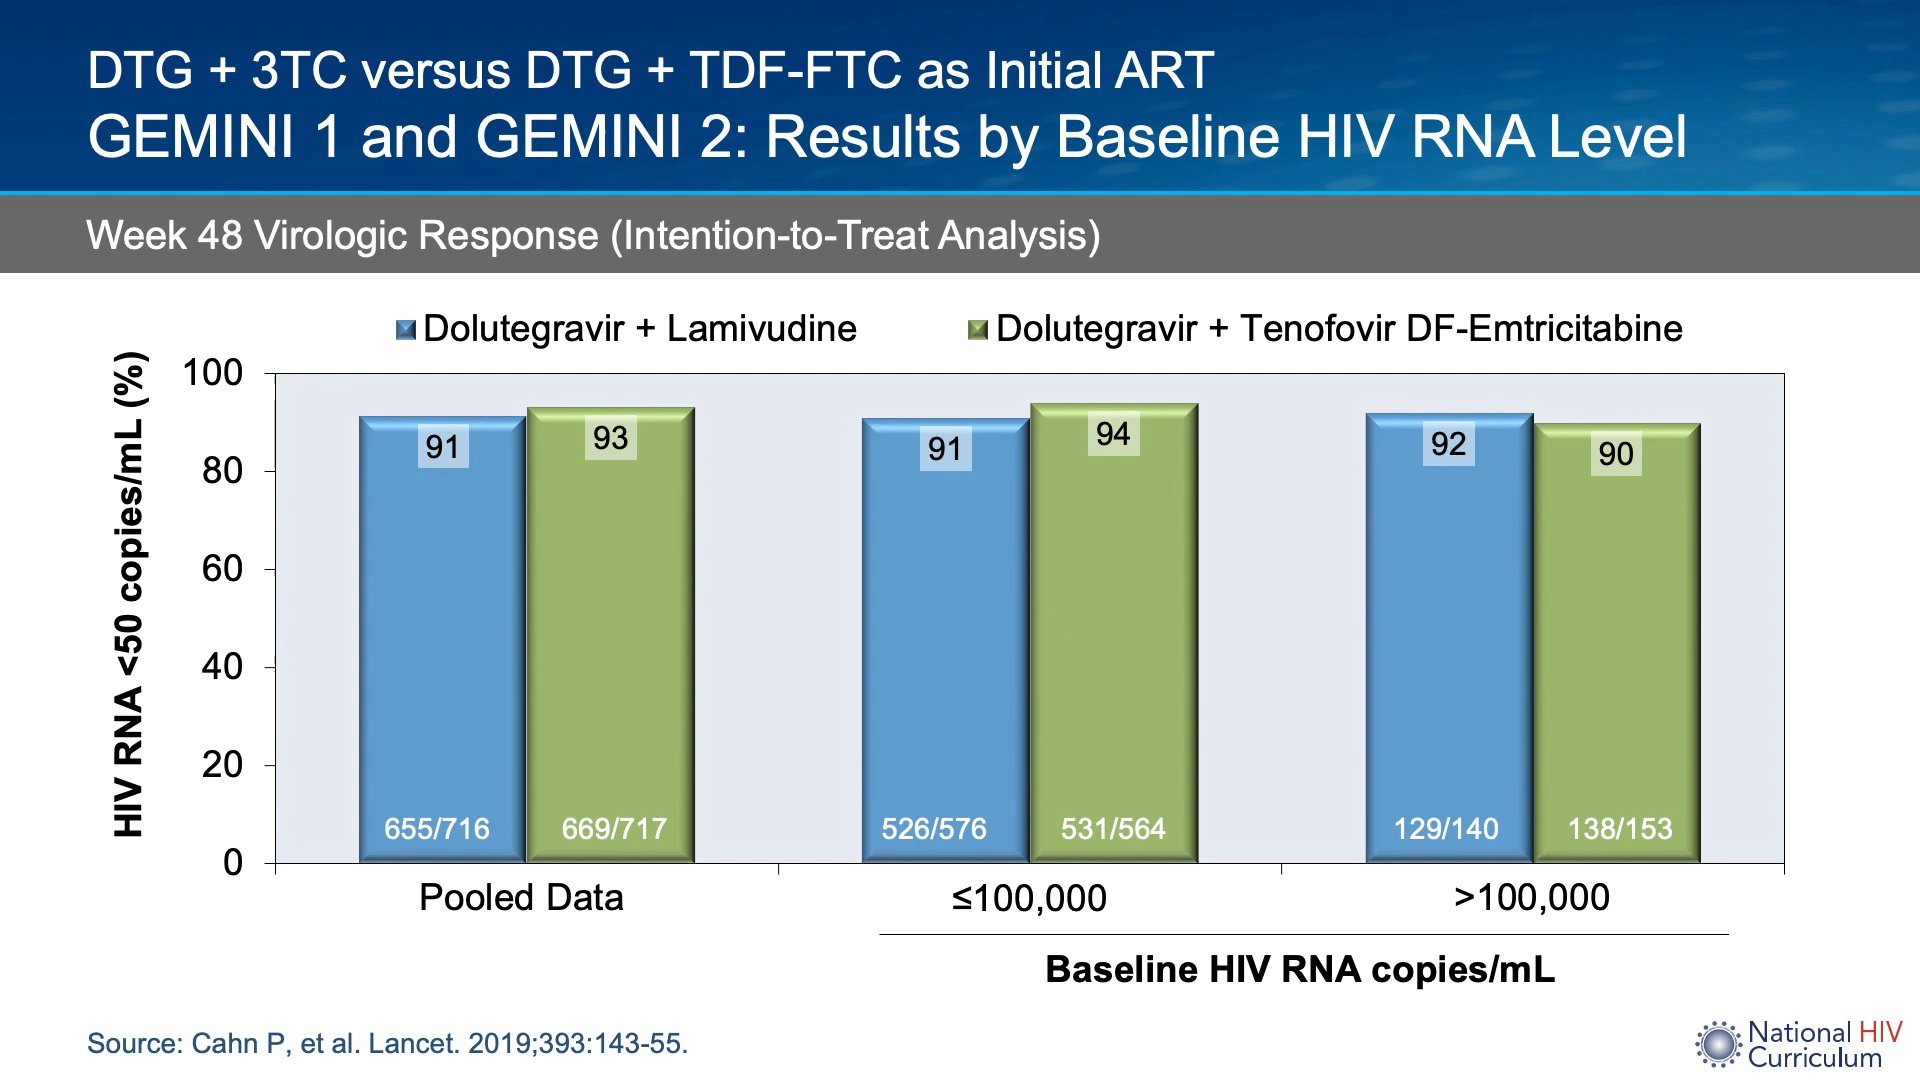 DTG + 3TC versus DTG + TDF-FTC as Initial ART
GEMINI 1 and GEMINI 2: Results by Baseline HIV RNA Level
Week 48 Virologic Response (Intention-to-Treat Analysis)
Dolutegravir + Lamivudine
Dolutegravir + Tenofovir DF-Emtricitabine
HIV RNA <50 copies/mL (%)
100
80
60
40
20
0
91
93
91
94
92
90
655/716
669/717
526/576
531/564
129/140
138/153
Pooled Data
≤100,000
>100,000
Baseline HIV RNA copies/mL
Source: Cahn P, et al. Lancet. 2019;393:143-55.
National HIV
Curriculum